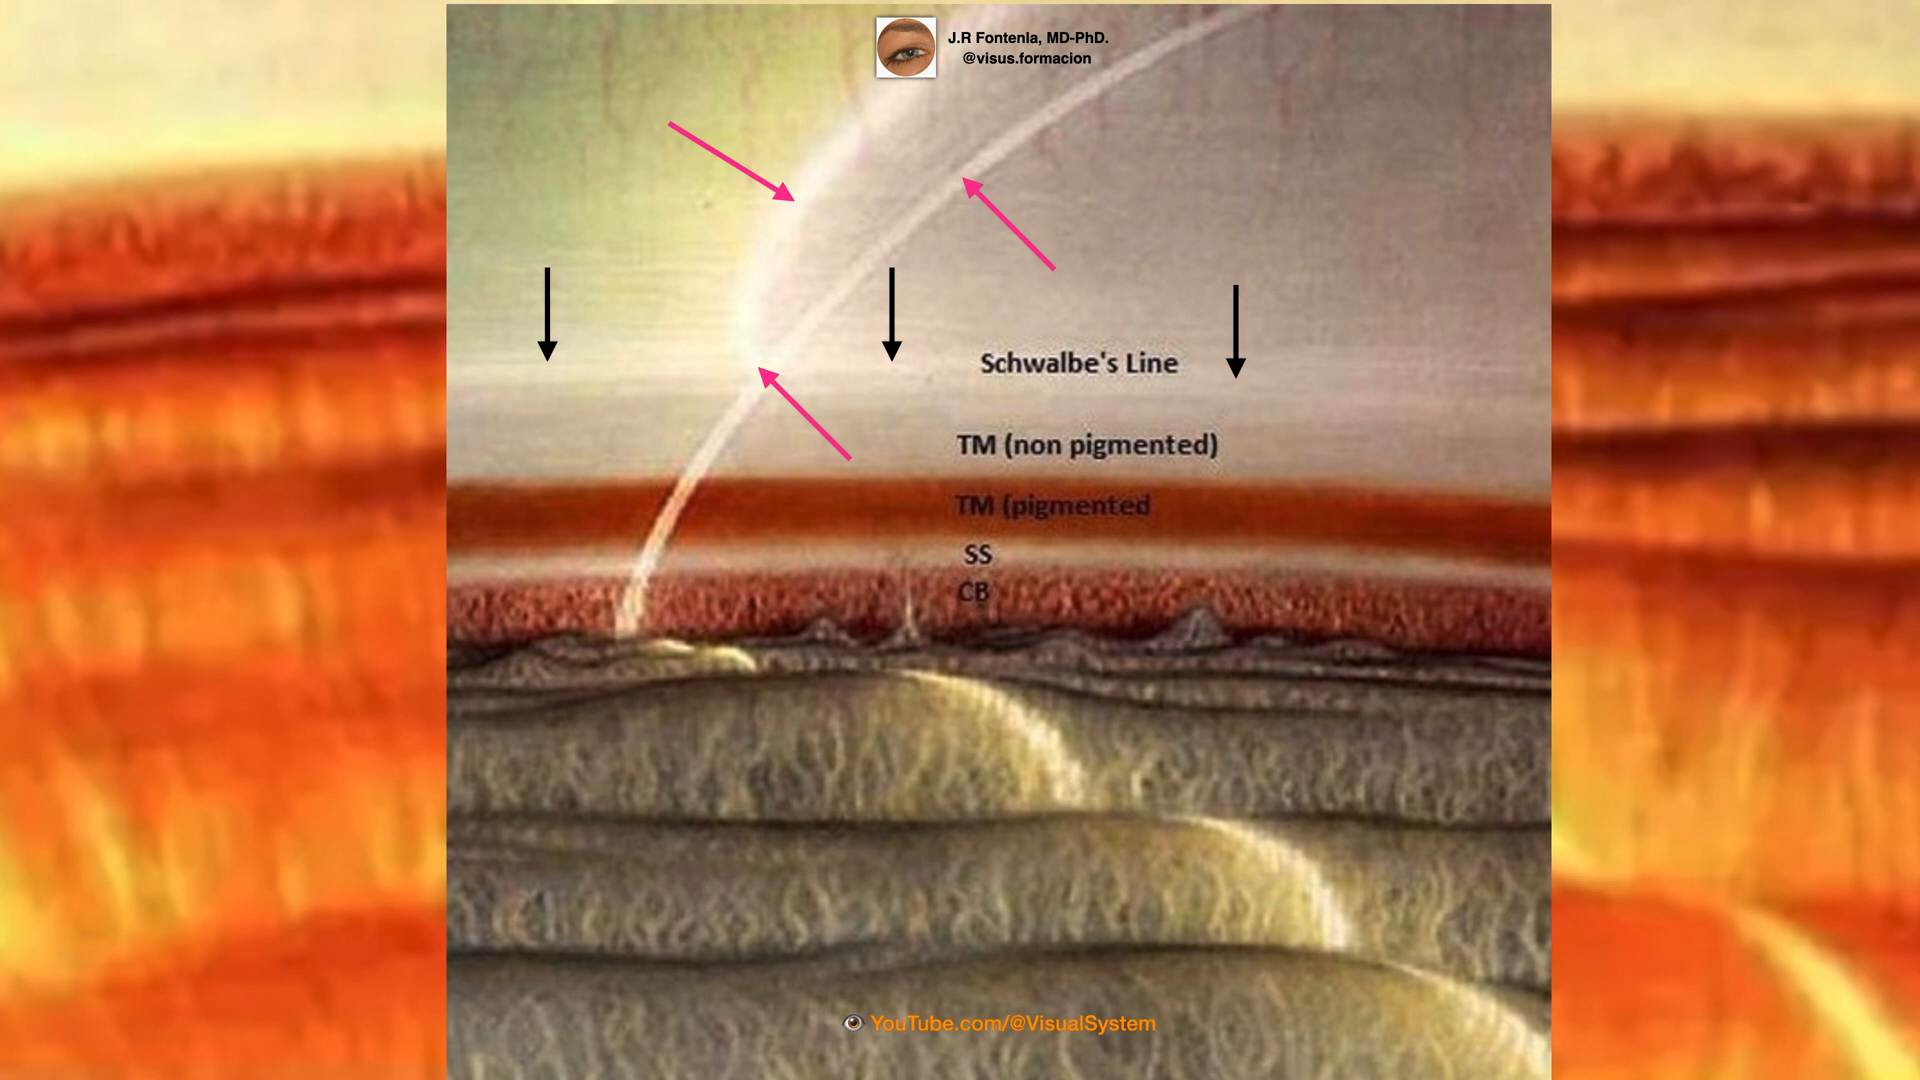 J.R Fontenla, MD-PhD.
@visus.formacion
Schwalbe's Line
TM (non pigmented)
TM (pigmented
SS
CB
YouTube.com/@VisualSystem